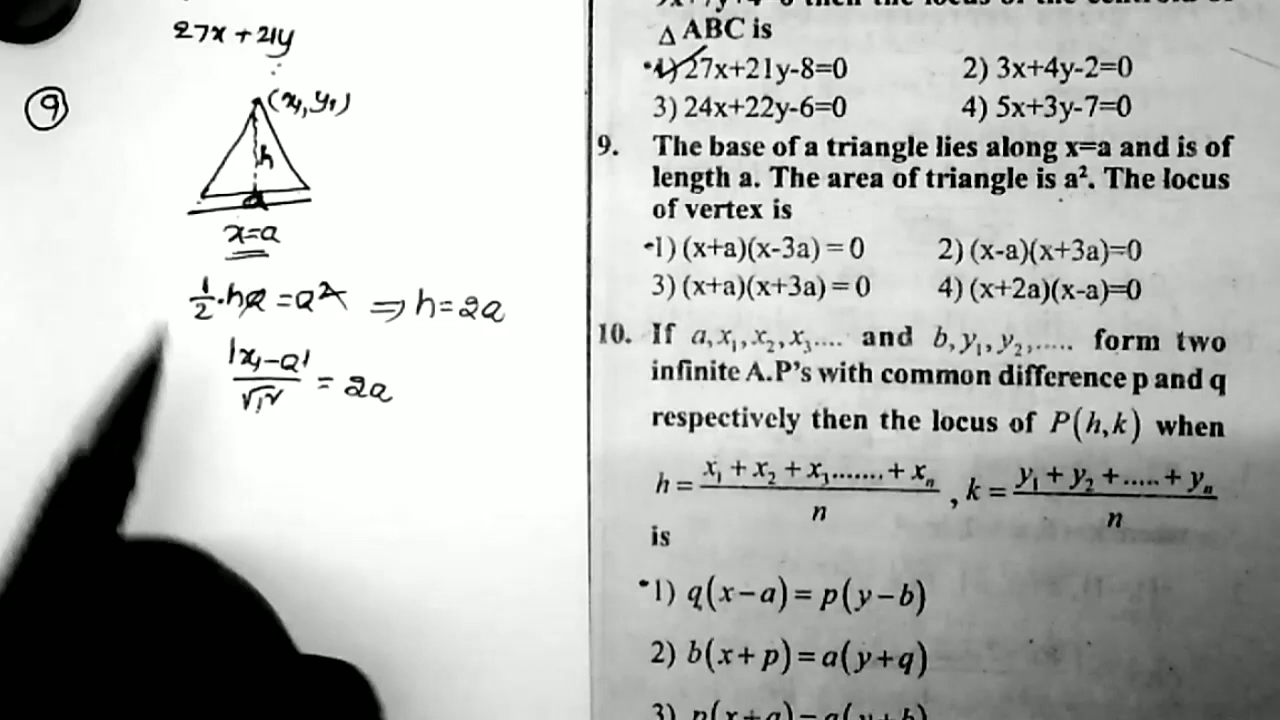 27x + 21y
⑨
(x₁, y₁)
h
a
x=a
1/2 · ha = a² ⇒ h = 2a
|x₁ - a| / √1² = 2a
Δ ABC is
1) 27x+21y-8=0 2) 3x+4y-2=0
3) 24x+22y-6=0 4) 5x+3y-7=0
9. The base of a triangle lies along x=a and is of
length a. The area of triangle is a². The locus
of vertex is
1) (x+a)(x-3a) = 0 2) (x-a)(x+3a)=0
3) (x+a)(x+3a) = 0 4) (x+2a)(x-a)=0
10. If a, x₁, x₂, x₃.... and b, y₁, y₂,..... form two
infinite A.P's with common difference p and q
respectively then the locus of P(h,k) when
h = (x₁ + x₂ + x₃....... + xₙ) / n , k = (y₁ + y₂ + ..... + yₙ) / n
is
1) q(x-a) = p(y-b)
2) b(x+p) = a(y+q)